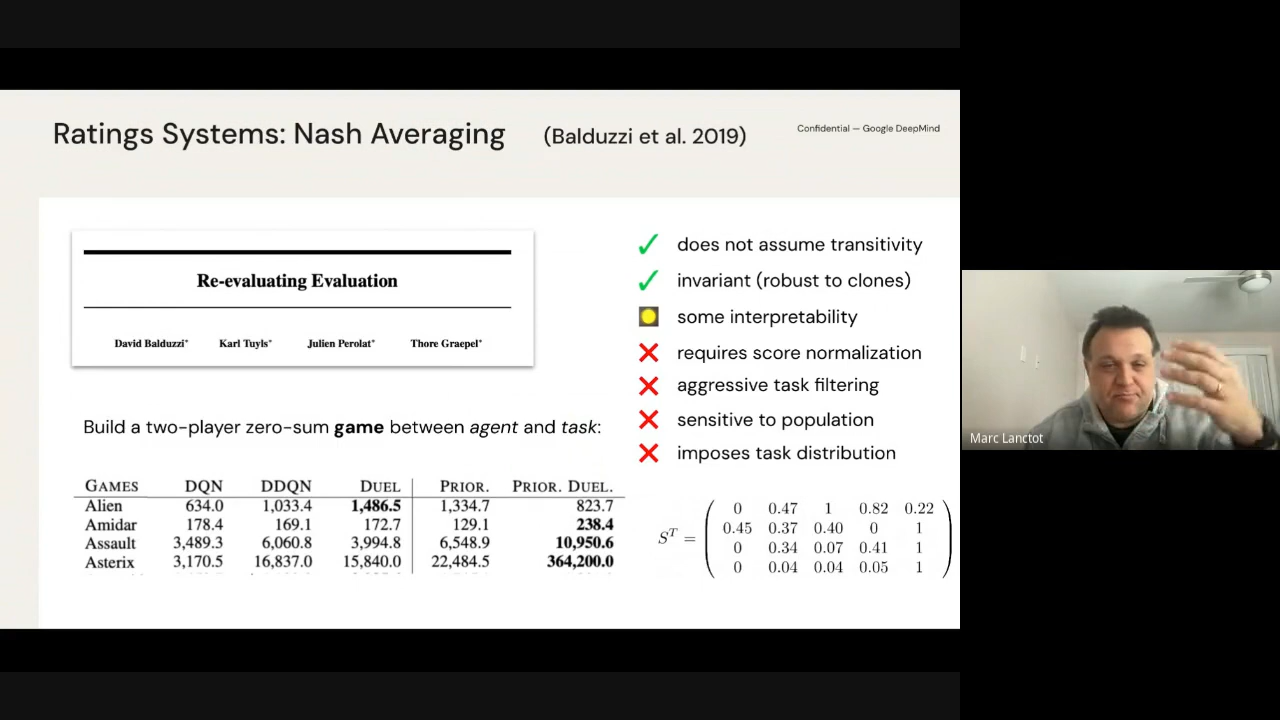 Ratings Systems: Nash Averaging (Balduzzi et al. 2019)
Confidential — Google DeepMind
Re-evaluating Evaluation
David Balduzzi* Karl Tuyls* Julien Perolat* Thore Graepel*
✓ does not assume transitivity
✓ invariant (robust to clones)
some interpretability
✗ requires score normalization
✗ aggressive task filtering
✗ sensitive to population
✗ imposes task distribution
Build a two-player zero-sum game between agent and task:
GAMES DQN DDQN DUEL PRIOR. PRIOR. DUEL.
Alien 634.0 1,033.4 1,486.5 1,334.7 823.7
Amidar 178.4 169.1 172.7 129.1 238.4
Assault 3,489.3 6,060.8 3,994.8 6,548.9 10,950.6
Asterix 3,170.5 16,837.0 15,840.0 22,484.5 364,200.0
S^T =
0 0.47 1 0.82 0.22
0.45 0.37 0.40 0 1
0 0.34 0.07 0.41 1
0 0.04 0.04 0.05 1
Marc Lanctot